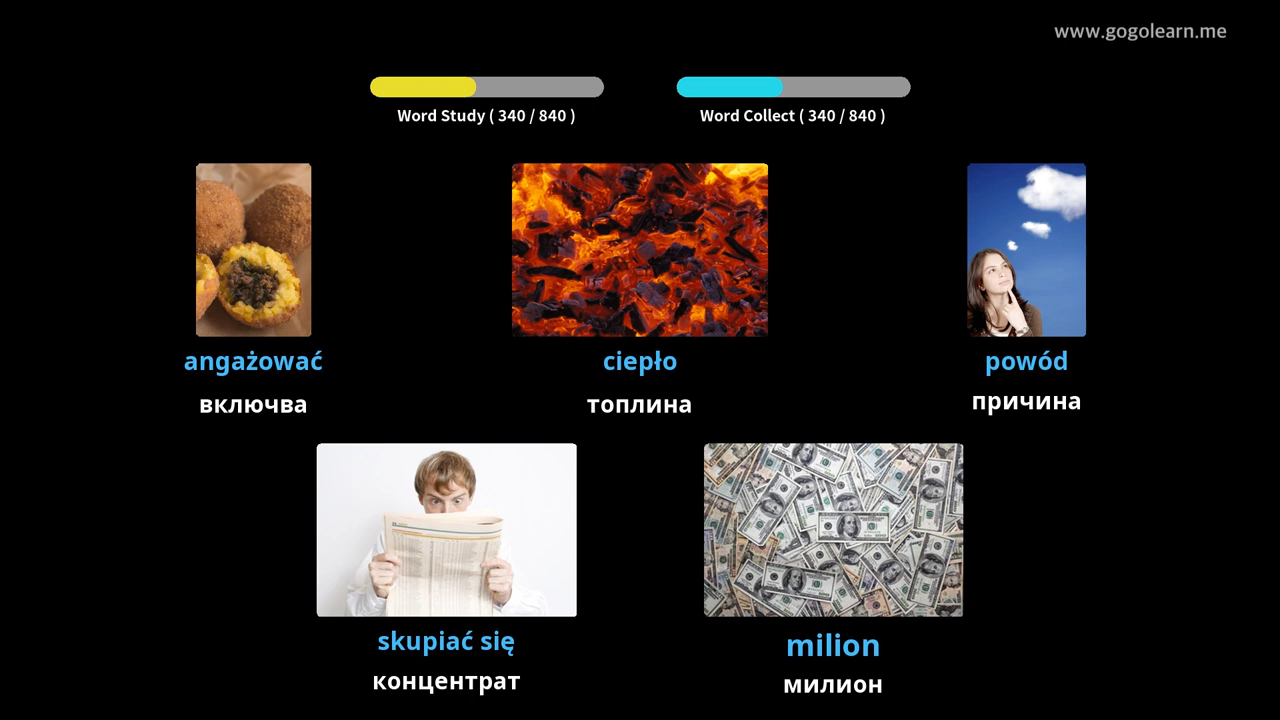 www.gogolearn.me
Word Study ( 340 / 840 )
Word Collect ( 340 / 840 )
angażować
включва
ciepło
топлина
powód
причина
skupiać się
концентрат
milion
милион